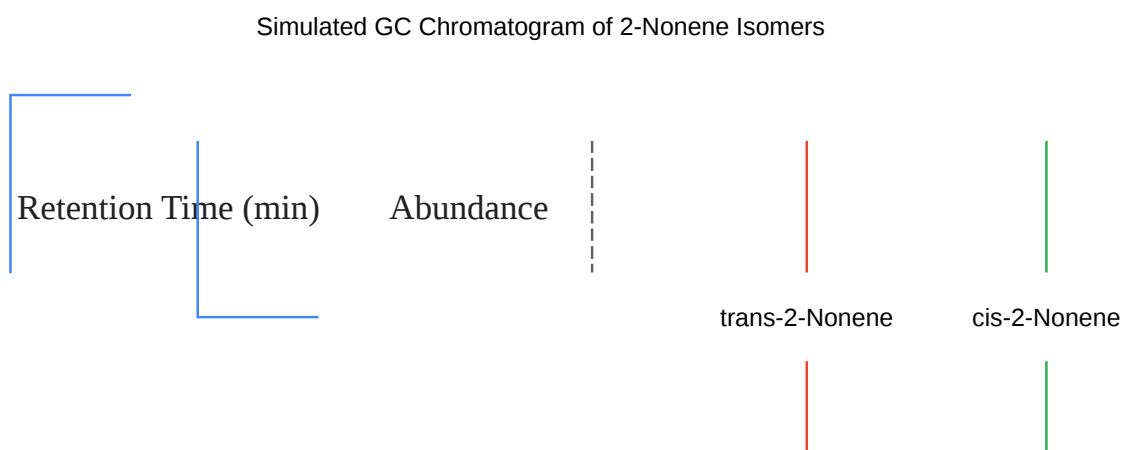 Simulated GC Chromatogram of 2-Nonene Isomers
Retention Time (min)
Abundance
trans-2-Nonene
cis-2-Nonene